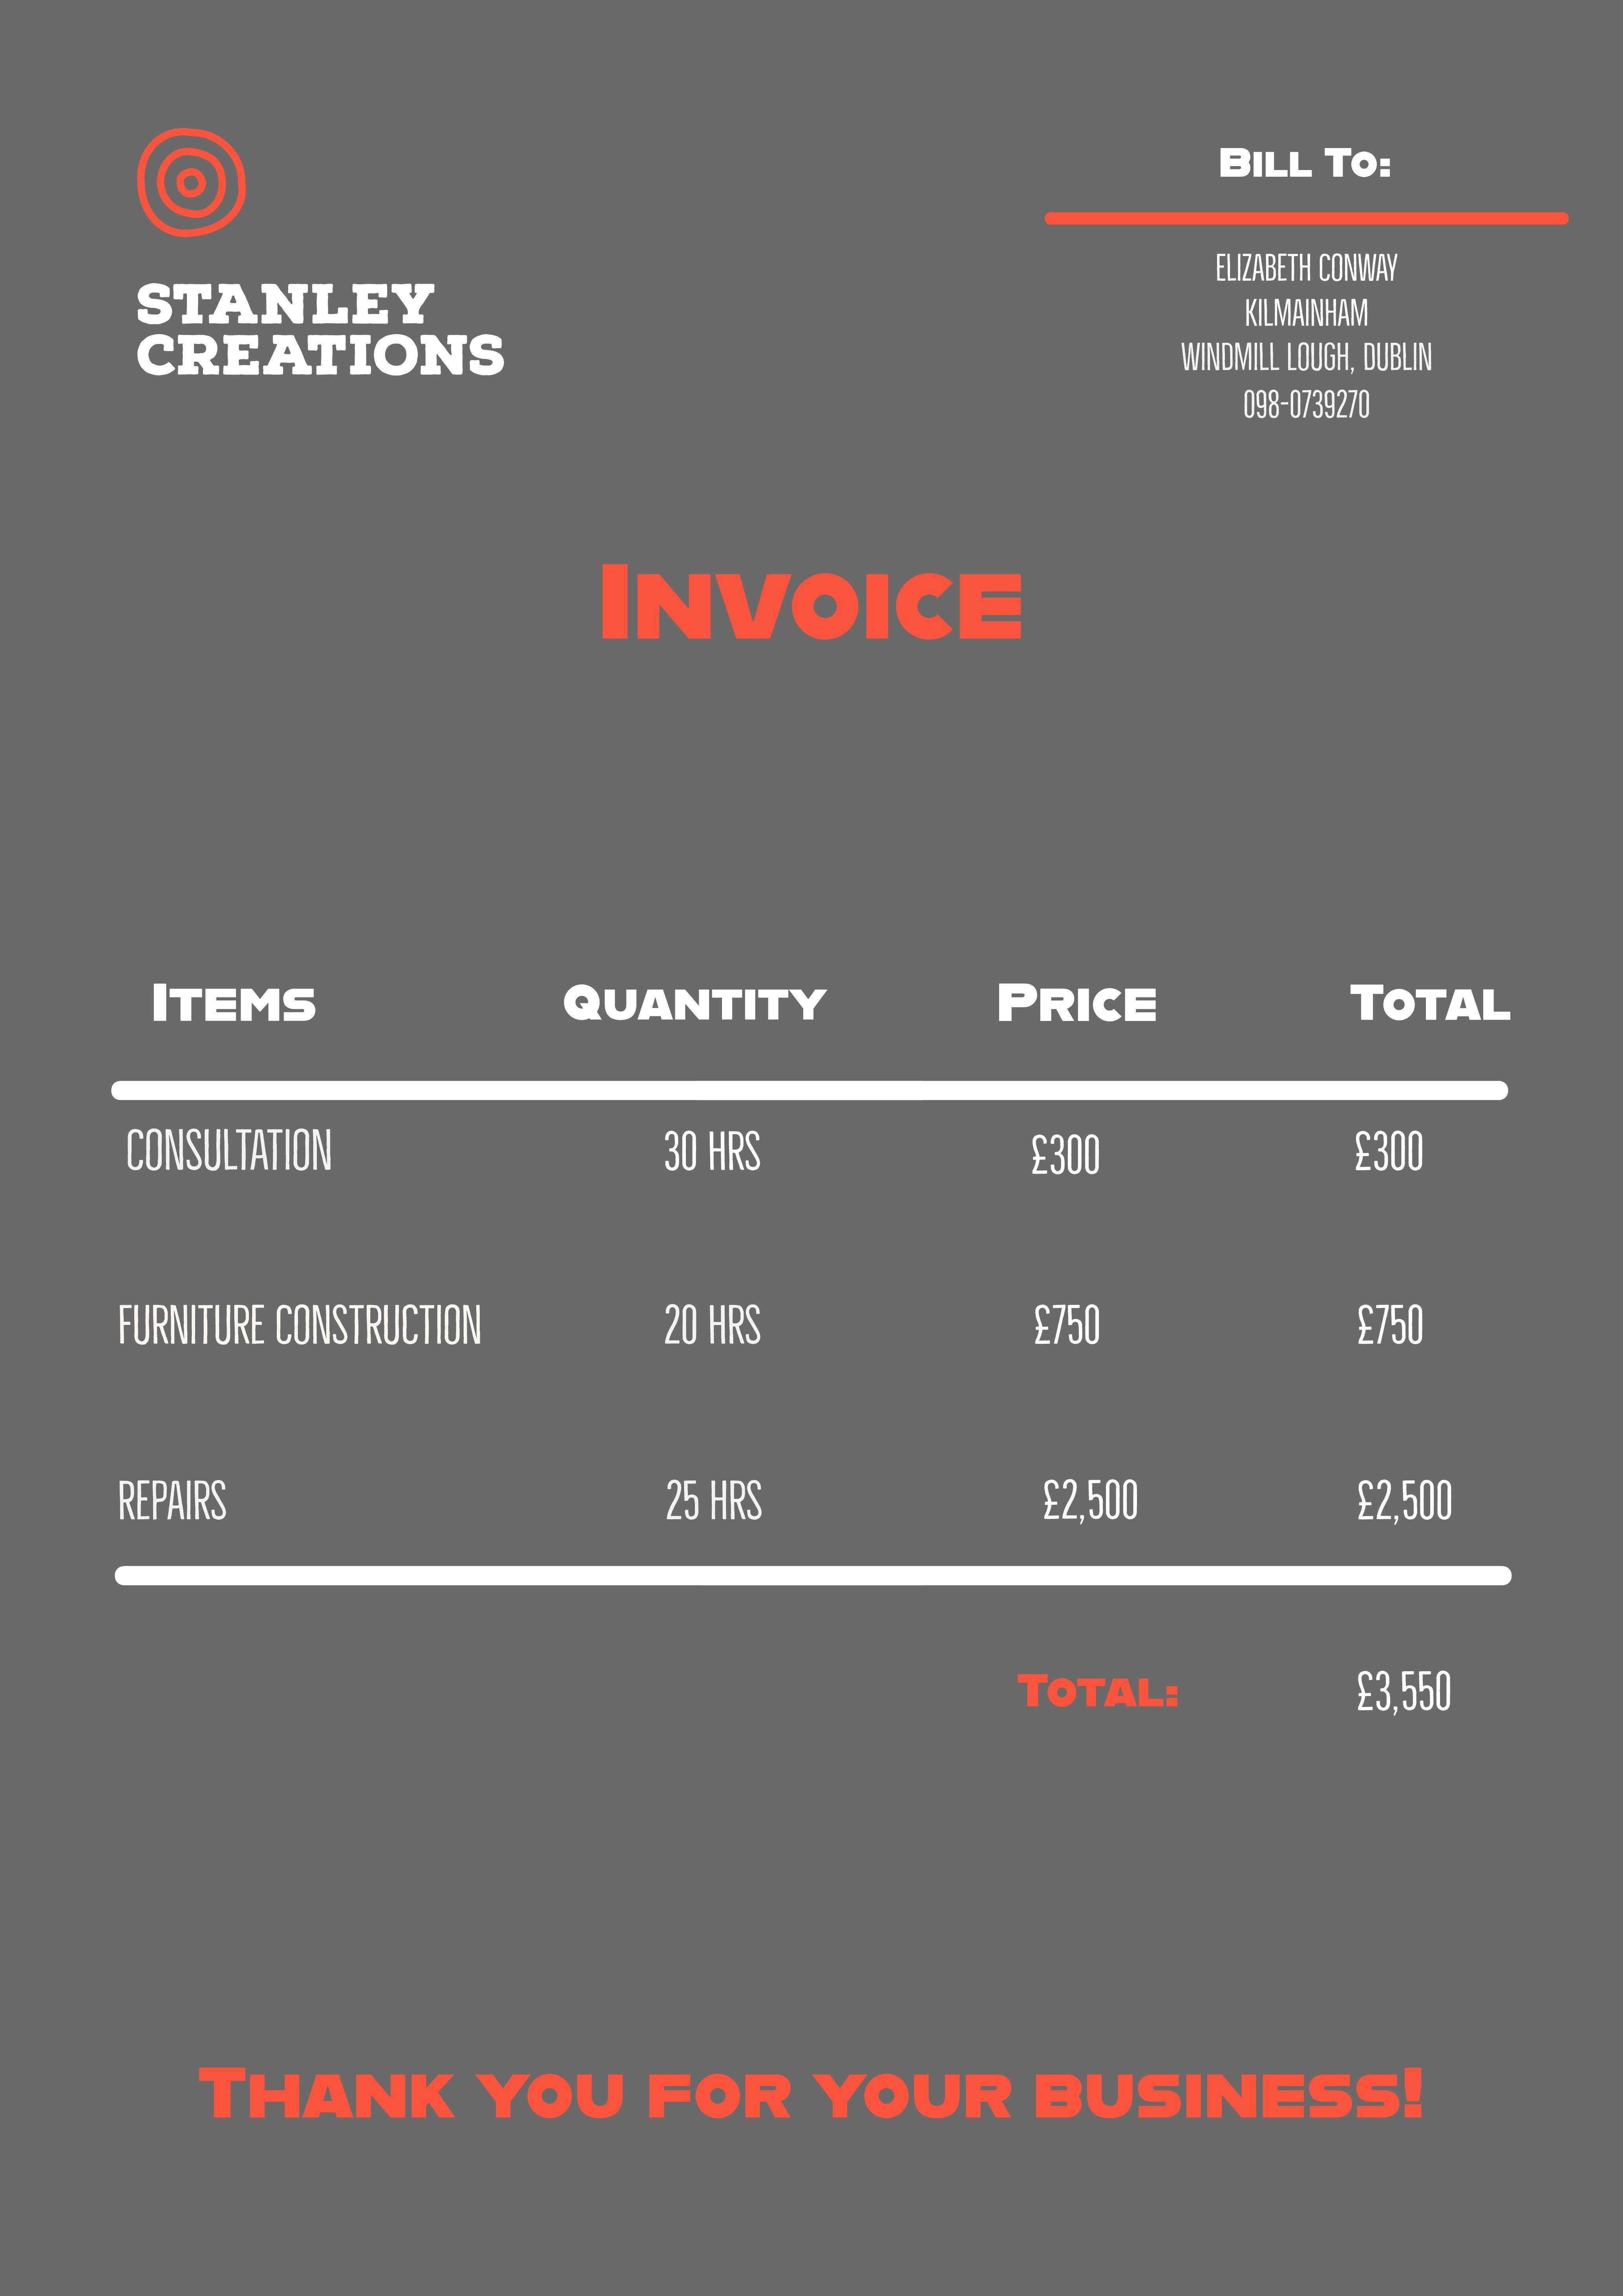 STANLEY
CREATIONS
Bill To:
ELIZABETH CONWAY
KILMAINHAM
WINDMILL LOUGH, DUBLIN
098-0739270
Invoice
Items Quantity Price Total
CONSULTATION 30 HRS £300 £300
FURNITURE CONSTRUCTION 20 HRS £750 £750
REPAIRS 25 HRS £2,500 £2,500
Total: £3,550
Thank you for your business!